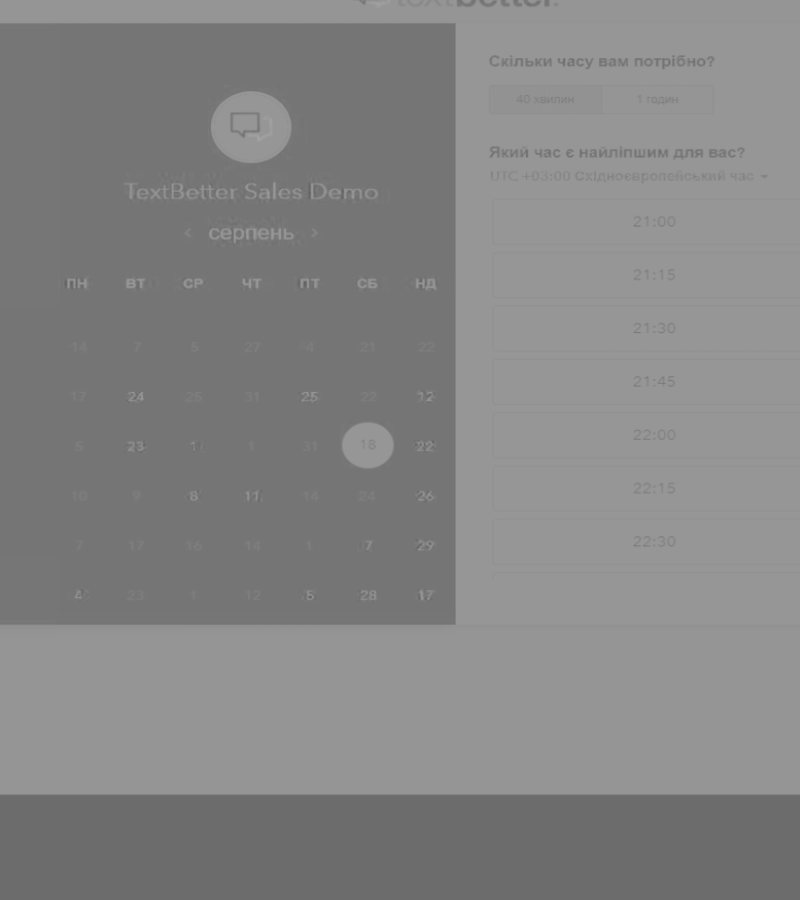 textbetter.
TextBetter Sales Demo
‹ серпень ›
ПН ВТ СР ЧТ ПТ СБ НД
14 7 5 27 4 21 22
17 24 25 31 25 22 12
5 23 1 1 31 18 22
10 9 8 11 14 24 26
7 17 16 14 1 7 29
4 23 1 12 5 28 17
Скільки часу вам потрібно?
40 хвилин 1 годин
Який час є найліпшим для вас?
UTC +03:00 Східноєвропейський час
21:00
21:15
21:30
21:45
22:00
22:15
22:30